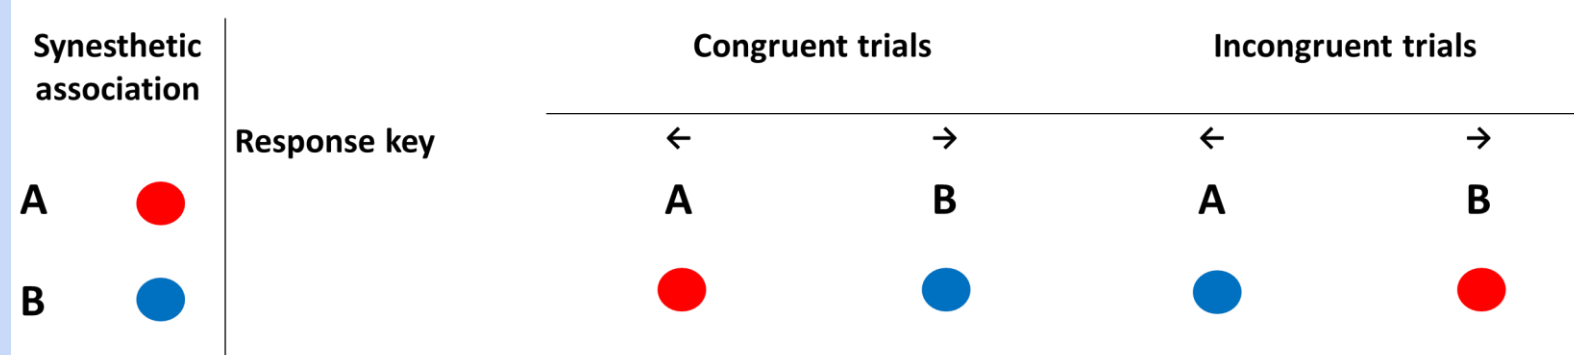 Synesthetic
association
Congruent trials
Incongruent trials
Response key
← → ← →
A
A B A B
B